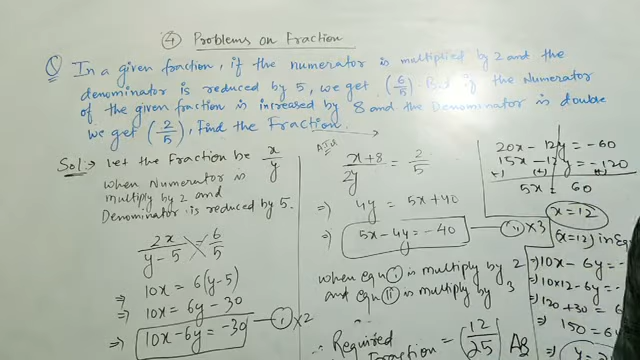 ④ Problems on Fraction
Q In a given fraction, if the numerator is multiplied by 2 and the
denominator is reduced by 5, we get (6/5). But if the Numerator
of the given fraction is increased by 8 and the Denominator is double
we get (2/5), Find the Fraction.
Sol:→ Let the Fraction be x/y
when Numerator is
multiply by 2 and
Denominator is reduced by 5.
2x/(y-5) = 6/5
⇒ 10x = 6(y-5)
⇒ 10x = 6y - 30
⇒ 10x - 6y = -30 — (i) ×2
x+8/2y = 2/5
⇒) 4y = 5x + 40
⇒) 5x - 4y = -40 — (ii) ×3
when eqn (i) is multiply by 2
and eqn (ii) is multiply by 3
20x - 12y = -60
15x - 12y = -120
(+) (+)
5x = 60
x = 12
(x=12) in Eq
⇒) 10x - 6y = -
⇒) 10×12 - 6y = -
⇒) 120 + 30 = 6
⇒) 150 = 6
⇒)
∴ Required
Fraction = (12/25)